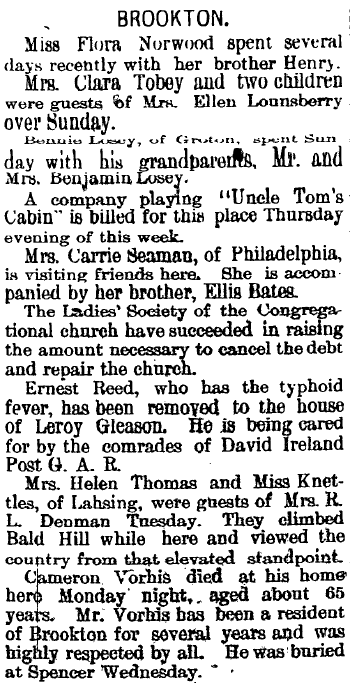 BROOKTON.
Miss Flora Norwood spent several
days recently with her brother Henry.
Mrs. Clara Tobey and two children
were guests of Mrs. Ellen Lounsberry
over Sunday.
Bennie Losey, of Groton, spent Sun
day with his grandparents, Mr. and
Mrs. Benjamin Losey.
A company playing "Uncle Tom's
Cabin" is billed for this place Thursday
evening of this week.
Mrs. Carrie Seaman, of Philadelphia,
is visiting friends here. She is accom
panied by her brother, Ellis Bates.
The Ladies' Society of the Congrega-
tional church have succeeded in raising
the amount necessary to cancel the debt
and repair the church.
Ernest Reed, who has the typhoid
fever, has been removed to the house
of Leroy Gleason. He is being cared
for by the comrades of David Ireland
Post G. A. R.
Mrs. Helen Thomas and Miss Knet-
tles, of Lahsing, were guests of Mrs. R.
L. Denman Tuesday. They climbed
Bald Hill while here and viewed the
country from that elevated standpoint.
Cameron Vorhis died at his home
here Monday night, aged about 65
years. Mr. Vorhis has been a resident
of Brookton for several years and was
highly respected by all. He was buried
at Spencer Wednesday.